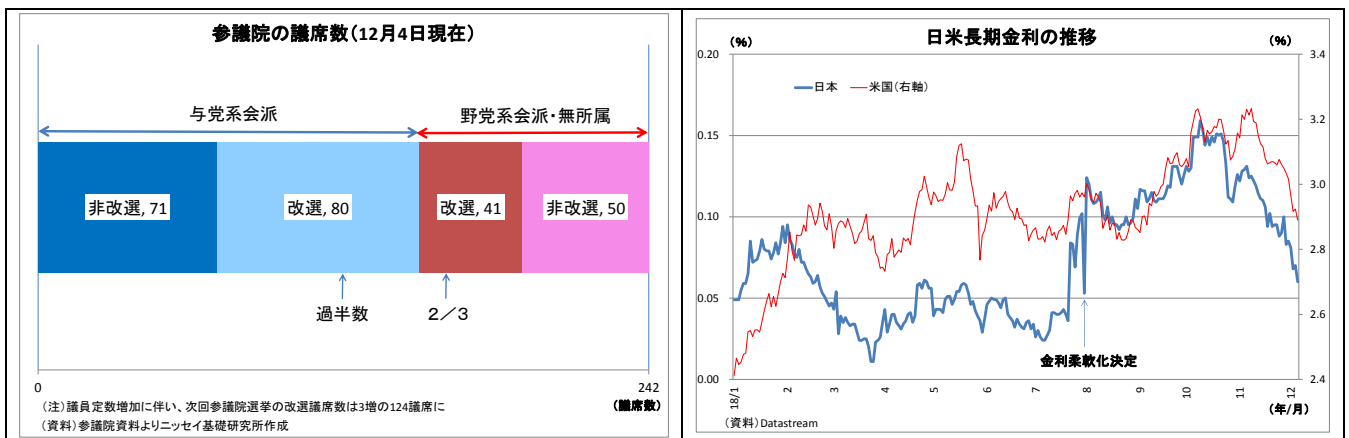 参議院の議席数(12月4日現在)
与党系会派
野党系会派・無所属
非改選, 71
改選, 80
改選, 41
非改選, 50
過半数
2/3
0
242
(議席数)
(注)議員定数増加に伴い、次回参議院選挙の改選議席数は3増の124議席に
(資料)参議院資料よりニッセイ基礎研究所作成
日米長期金利の推移
(%)
(%)
日本
米国(右軸)
0.20
0.15
0.10
0.05
0.00
3.4
3.2
3.0
2.8
2.6
2.4
金利柔軟化決定
18/1
2
3
4
5
6
7
8
9
10
11
12
(年/月)
(資料)Datastream